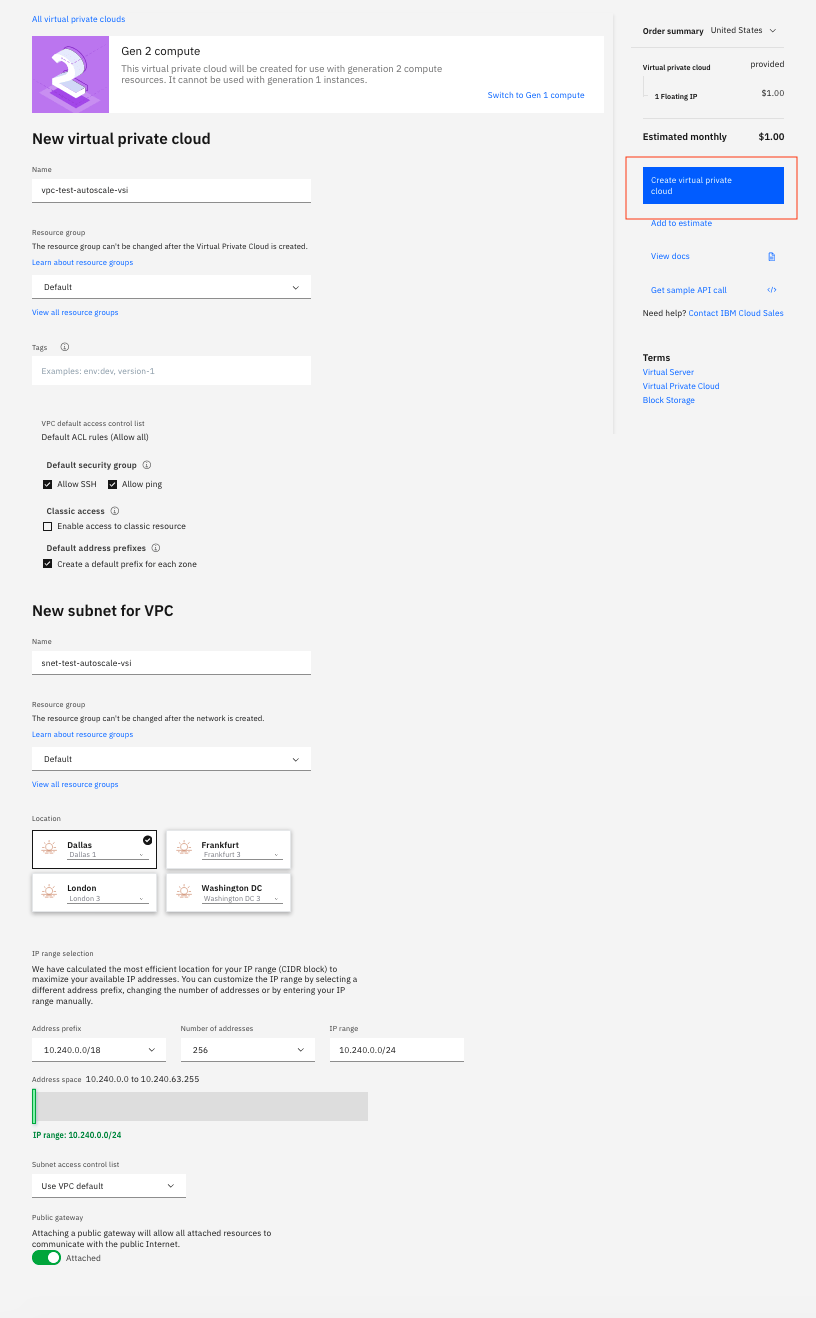 All virtual private clouds
Gen 2 compute
This virtual private cloud will be created for use with generation 2 compute
resources. It cannot be used with generation 1 instances.
Switch to Gen 1 compute
New virtual private cloud
Name
vpc-test-autoscale-vsi
Resource group
The resource group can't be changed after the Virtual Private Cloud is created.
Learn about resource groups
Default
View all resource groups
Tags
Examples: env:dev, version-1
VPC default access control list
Default ACL rules (Allow all)
Default security group
Allow SSH Allow ping
Classic access
Enable access to classic resource
Default address prefixes
Create a default prefix for each zone
New subnet for VPC
Name
snet-test-autoscale-vsi
Resource group
The resource group can't be changed after the network is created.
Learn about resource groups
Default
View all resource groups
Location
Dallas
Dallas 1
Frankfurt
Frankfurt 3
London
London 3
Washington DC
Washington DC 3
IP range selection
We have calculated the most efficient location for your IP range (CIDR block) to
maximize your available IP addresses. You can customize the IP range by selecting a
different address prefix, changing the number of addresses or by entering your IP
range manually.
Address prefix Number of addresses IP range
10.240.0.0/18 256 10.240.0.0/24
Address space 10.240.0.0 to 10.240.63.255
IP range: 10.240.0.0/24
Subnet access control list
Use VPC default
Public gateway
Attaching a public gateway will allow all attached resources to
communicate with the public Internet.
Attached
Order summary United States
Virtual private cloud provided
1 Floating IP $1.00
Estimated monthly $1.00
Create virtual private
cloud
Add to estimate
View docs
Get sample API call </>
Need help? Contact IBM Cloud Sales
Terms
Virtual Server
Virtual Private Cloud
Block Storage